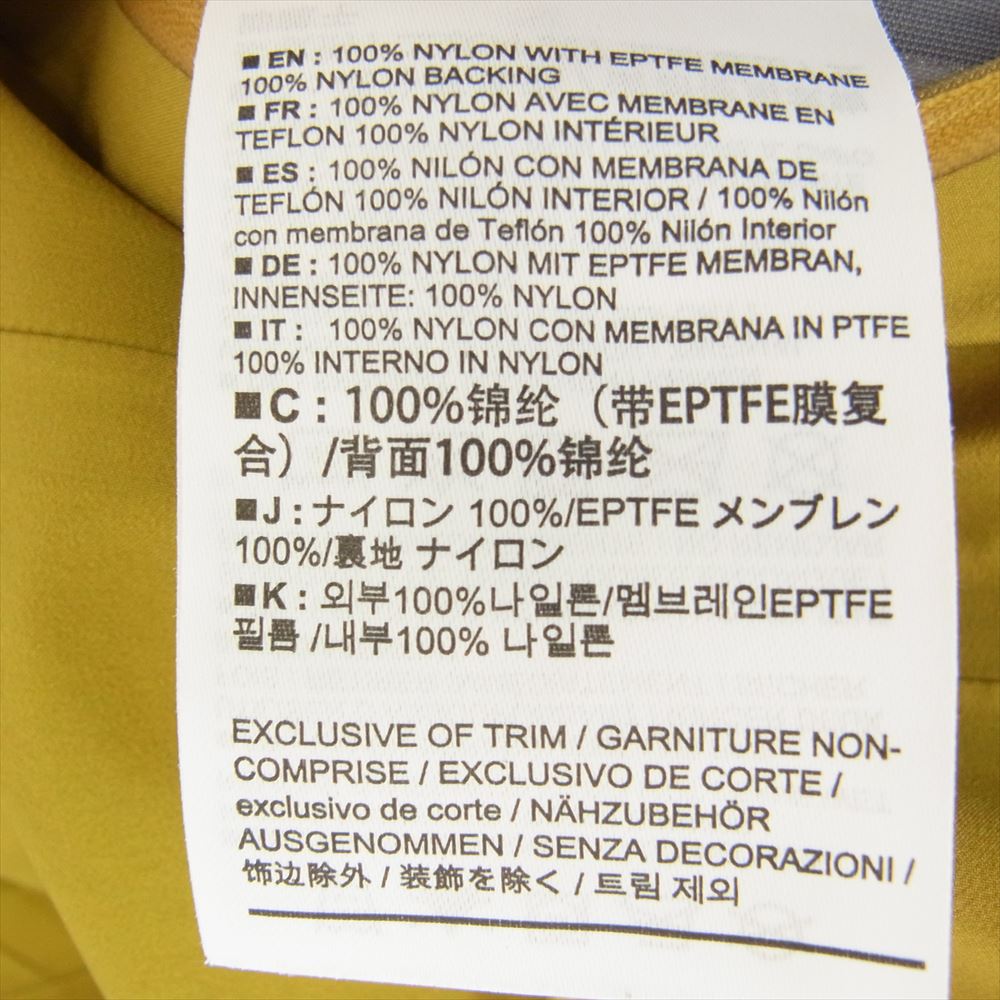 ■ EN : 100% NYLON WITH EPTFE MEMBRANE
100% NYLON BACKING
■ FR : 100% NYLON AVEC MEMBRANE EN
TEFLON 100% NYLON INTÉRIEUR
■ ES : 100% NILÓN CON MEMBRANA DE
TEFLÓN 100% NILÓN INTERIOR / 100% Nilón
con membrana de Teflón 100% Nilón Interior
■ DE : 100% NYLON MIT EPTFE MEMBRAN,
INNENSEITE: 100% NYLON
■ IT : 100% NYLON CON MEMBRANA IN PTFE
100% INTERNO IN NYLON
■ C : 100%锦纶（带EPTFE膜复
合）/背面100%锦纶
■ J : ナイロン 100%/EPTFE メンブレン
100%/裏地 ナイロン
■ K : 외부100%나일론/멤브레인EPTFE
필름 /내부100% 나일론
EXCLUSIVE OF TRIM / GARNITURE NON-
COMPRISE / EXCLUSIVO DE CORTE /
exclusivo de corte / NÄHZUBEHÖR
AUSGENOMMEN / SENZA DECORAZIONI /
饰边除外 / 装飾を除く / 트림 제외